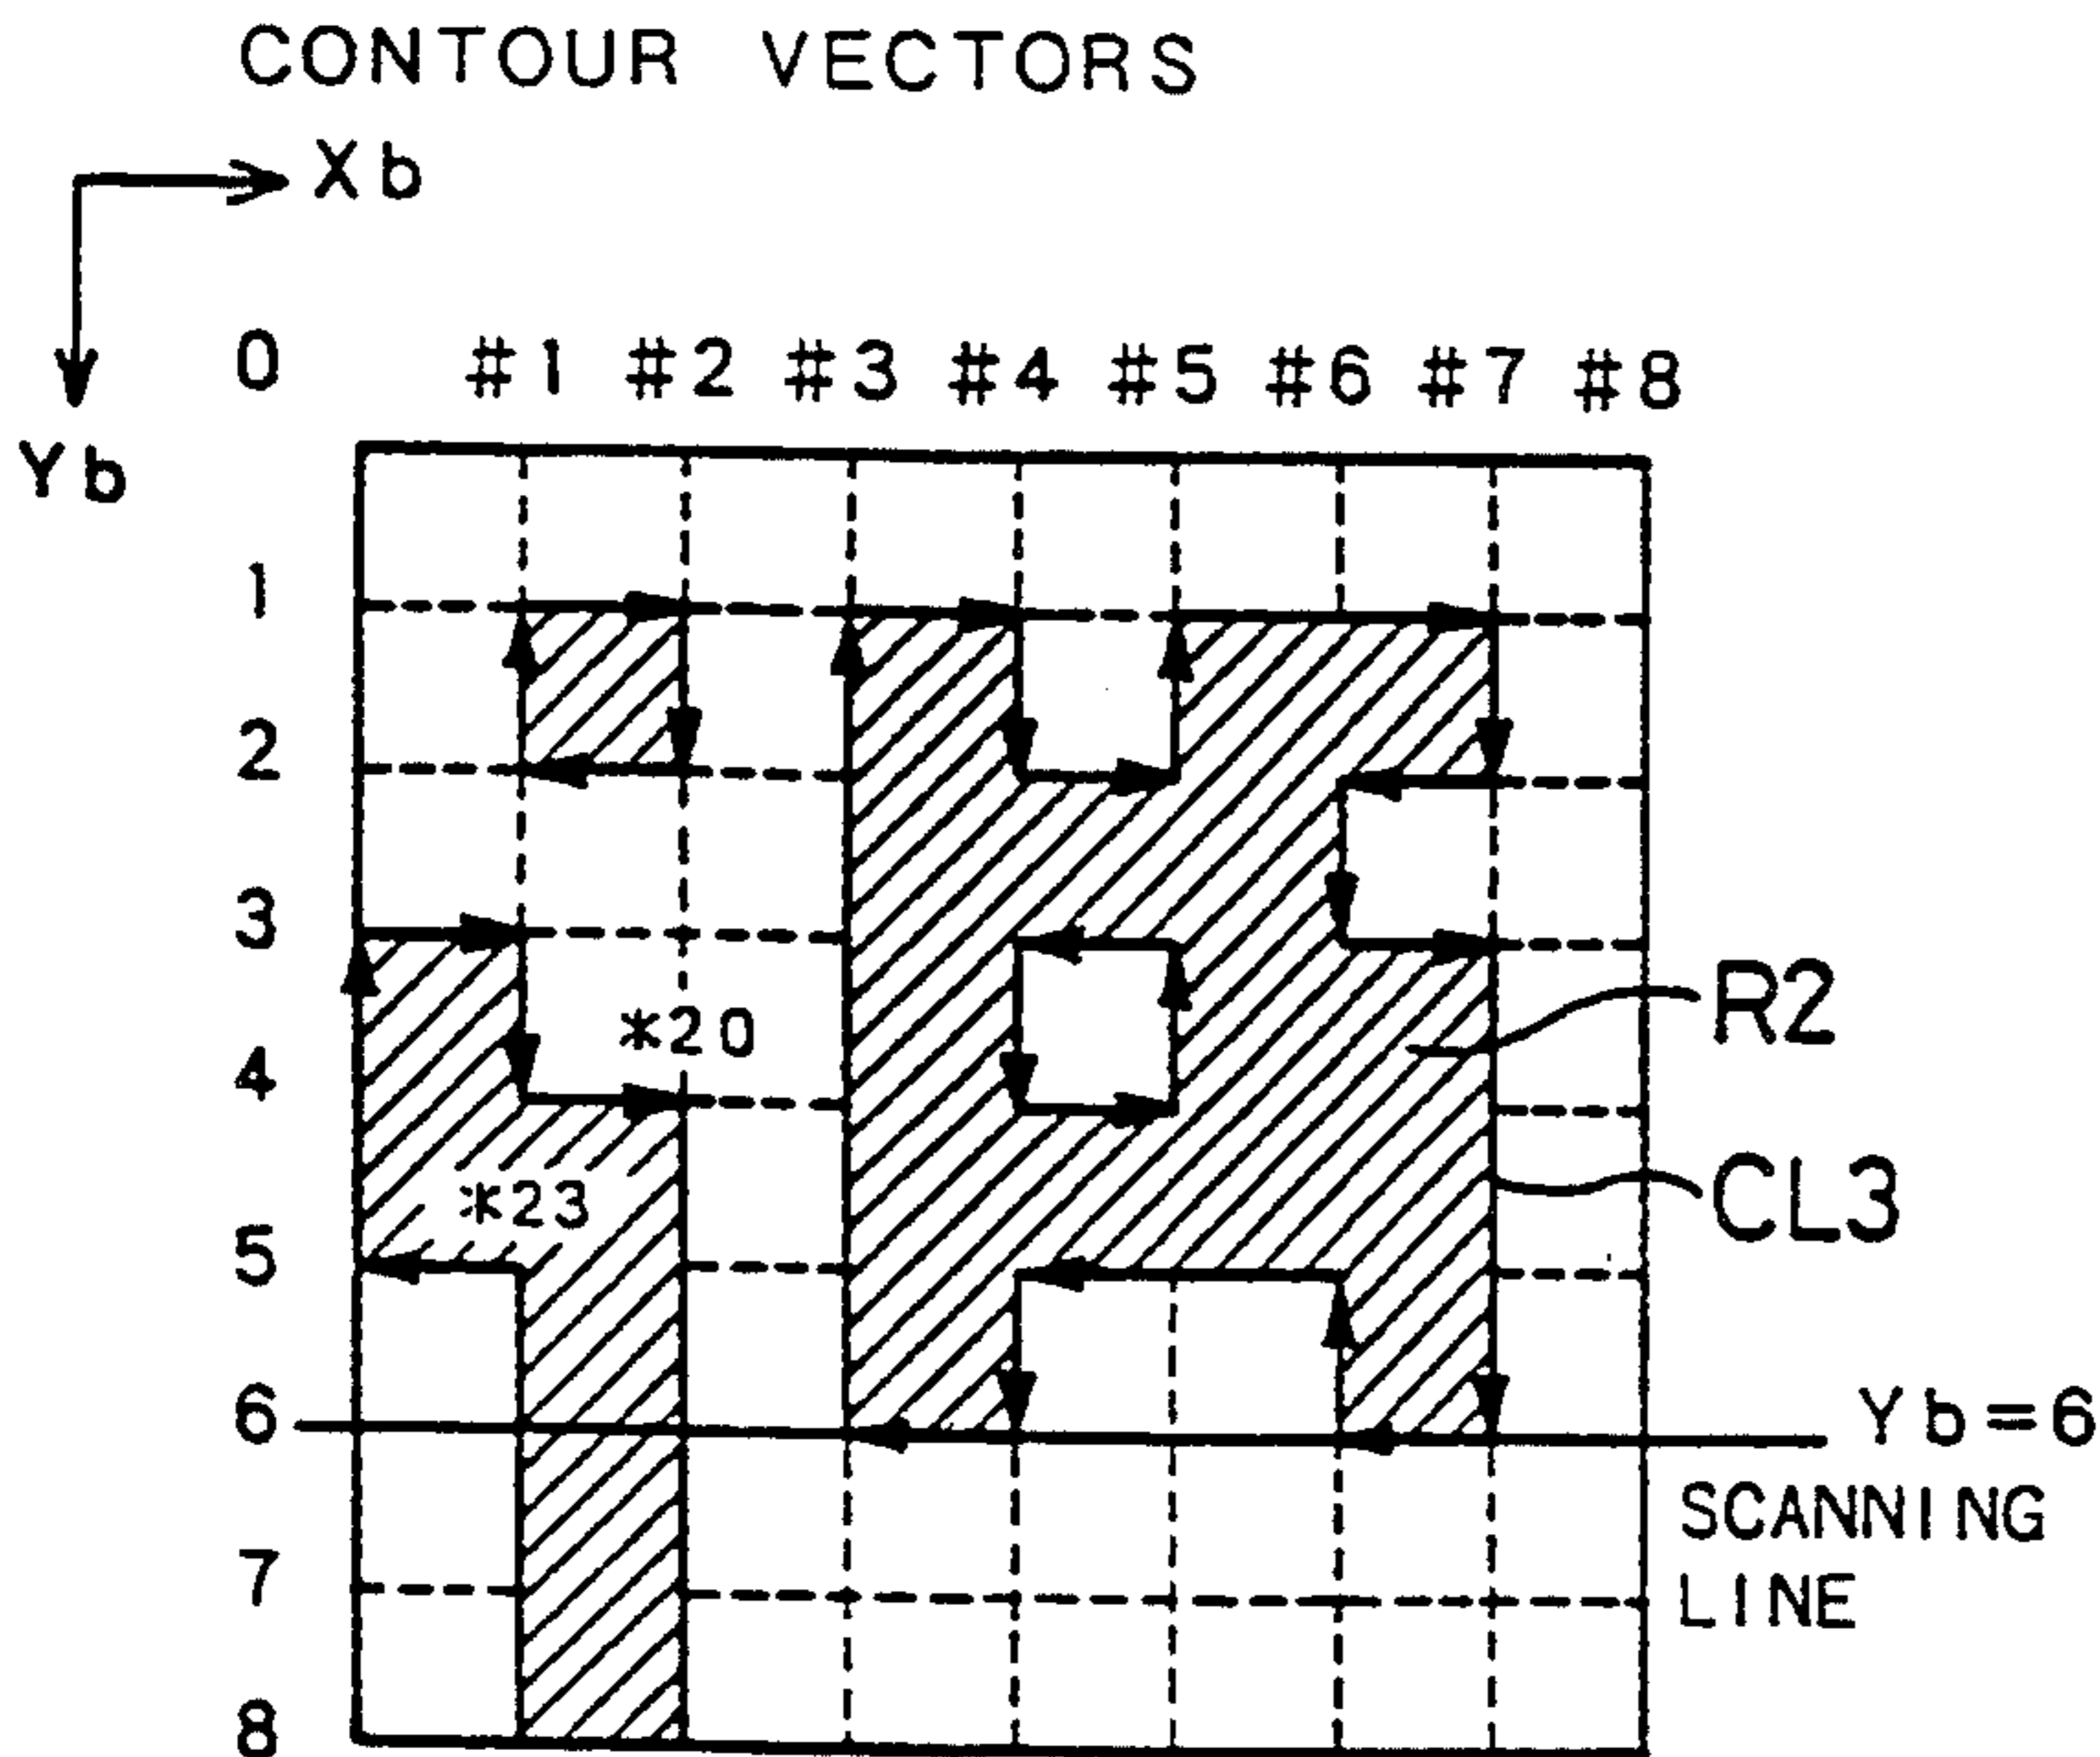 CONTOUR VECTORS
Xb
Yb
0 #1 #2 #3 #4 #5 #6 #7 #8
1
2
3
*20
R2
4
*23
CL3
5
6
Yb=6
SCANNING
LINE
7
8